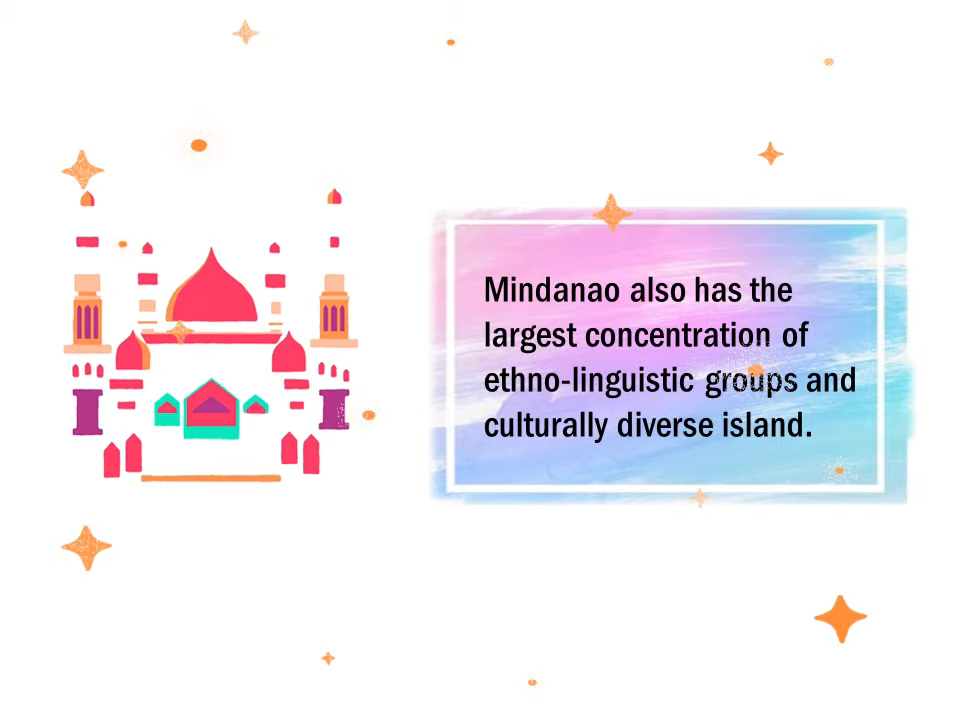 Mindanao also has the
largest concentration of
ethno-linguistic groups and
culturally diverse island.